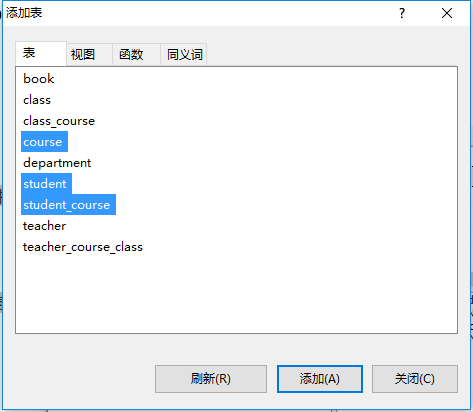 添加表
表 视图 函数 同义词
book
class
class_course
course
department
student
student_course
teacher
teacher_course_class
刷新(R) 添加(A) 关闭(C)